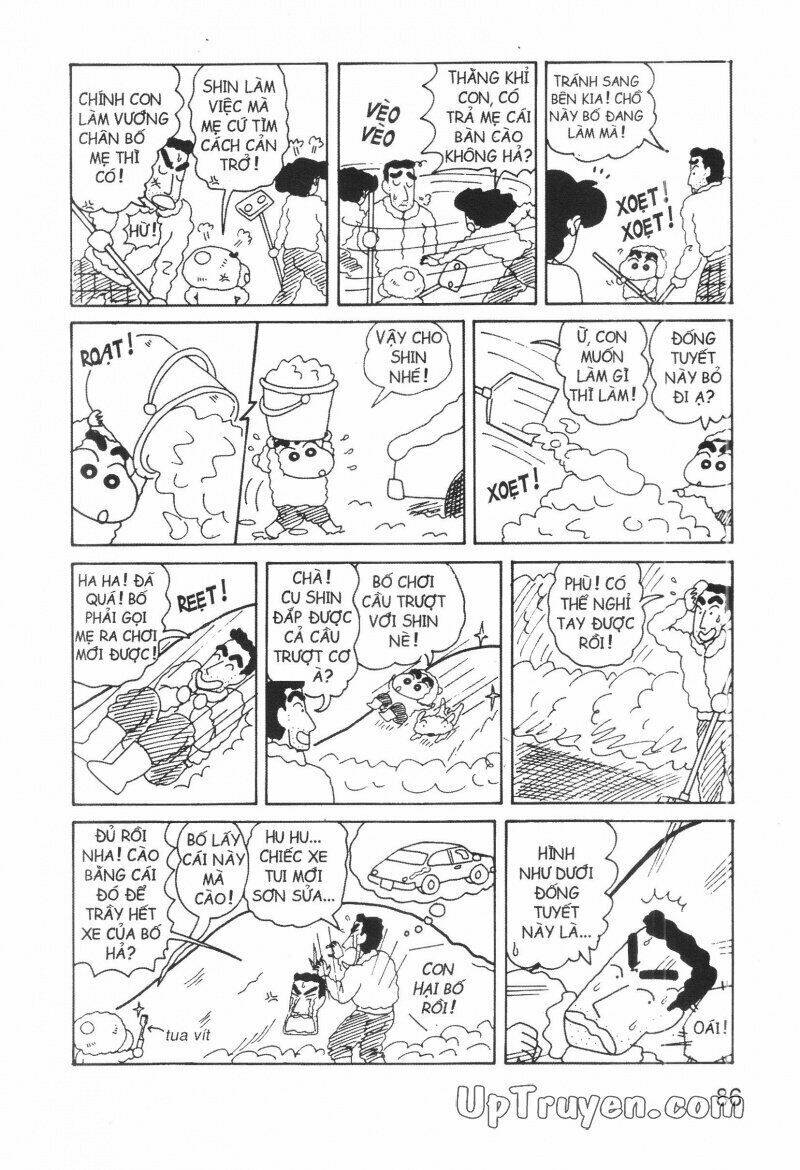 TRÁNH SANG
BÊN KIA! CHỖ
NÀY BỐ ĐANG
LÀM MÀ!
XOẸT!
XOẸT!
THẰNG KHỈ
CON, CÓ
TRẢ MẸ CÁI
BÀN CÀO
KHÔNG HẢ?
VÈO
VÈO
SHIN LÀM
VIỆC MÀ
MẸ CỨ TÌM
CÁCH CẢN
TRỞ!
CHÍNH CON
LÀM VƯƠNG
CHÂN BỐ
MẸ THÌ
CÓ!
HỪ!
ĐỐNG
TUYẾT
NÀY BỎ
ĐI Ạ?
Ừ, CON
MUỐN
LÀM GÌ
THÌ LÀM!
XOẸT!
VẬY CHO
SHIN
NHÉ!
ROẠT!
PHÙ! CÓ
THỂ NGHỈ
TAY ĐƯỢC
RỒI!
BỐ CHƠI
CẦU TRƯỢT
VỚI SHIN
NÈ!
CHÀ!
CU SHIN
ĐẮP ĐƯỢC
CẢ CẦU
TRƯỢT CƠ
À?
REẸT!
HA HA! ĐÃ
QUÁ! BỐ
PHẢI GỌI
MẸ RA CHƠI
MỚI ĐƯỢC!
HÌNH
NHƯ DƯỚI
ĐỐNG
TUYẾT
NÀY LÀ...
OÁI!
HU HU...
CHIẾC XE
TUI MỚI
SƠN SỬA...
CON
HẠI BỐ
RỒI!
BỐ LẤY
CÁI NÀY
MÀ
CÀO!
tua vít
ĐỦ RỒI
NHA! CÀO
BẰNG CÁI
ĐÓ ĐỂ
TRẦY HẾT
XE CỦA BỐ
HẢ?
86
UpTruyen.com